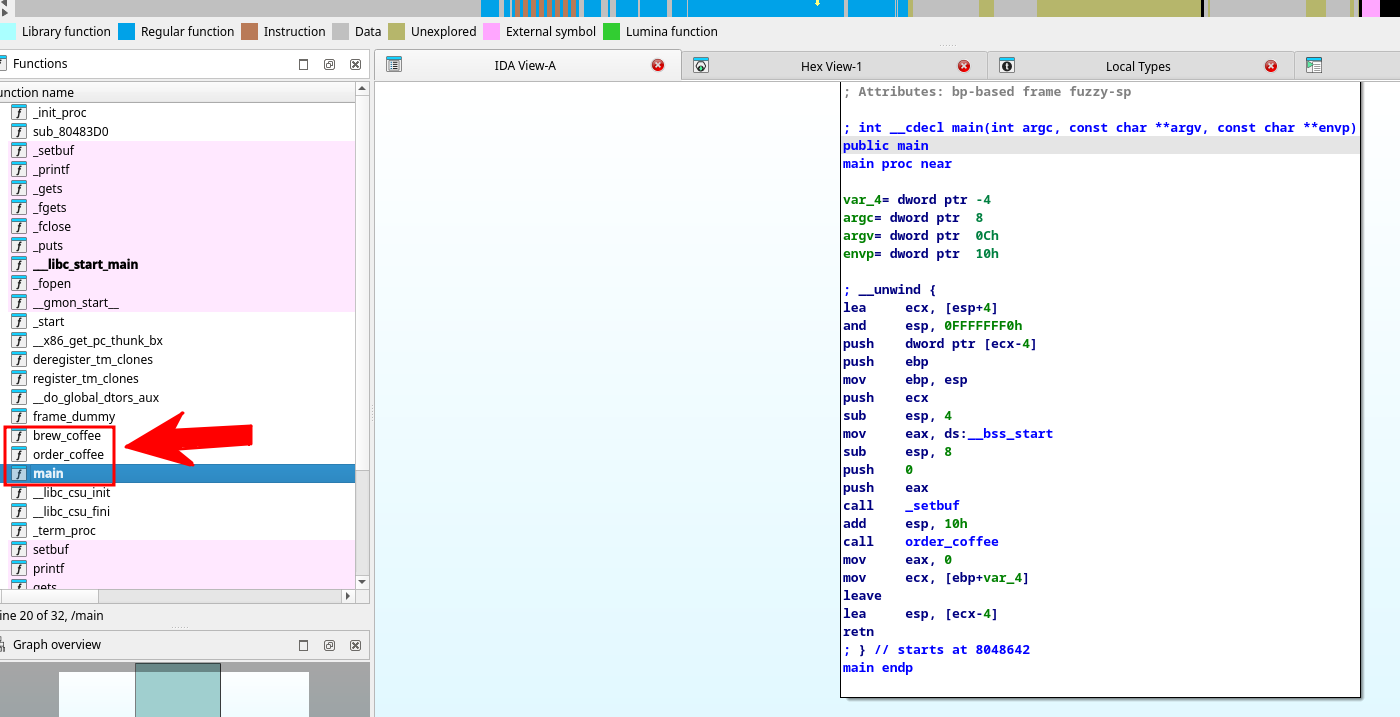 Library function Regular function Instruction Data Unexplored External symbol Lumina function
Functions
IDA View-A
Hex View-1
Local Types
unction name
_init_proc
sub_80483D0
_setbuf
_printf
_gets
_fgets
_fclose
_puts
___libc_start_main
_fopen
__gmon_start__
_start
__x86_get_pc_thunk_bx
deregister_tm_clones
register_tm_clones
__do_global_dtors_aux
frame_dummy
brew_coffee
order_coffee
main
__libc_csu_init
__libc_csu_fini
_term_proc
setbuf
printf
gets
ine 20 of 32, /main
Graph overview
; Attributes: bp-based frame fuzzy-sp
; int __cdecl main(int argc, const char **argv, const char **envp)
public main
main proc near
var_4= dword ptr -4
argc= dword ptr  8
argv= dword ptr  0Ch
envp= dword ptr  10h
; __unwind {
lea     ecx, [esp+4]
and     esp, 0FFFFFFF0h
push    dword ptr [ecx-4]
push    ebp
mov     ebp, esp
push    ecx
sub     esp, 4
mov     eax, ds:__bss_start
sub     esp, 8
push    0
push    eax
call    _setbuf
add     esp, 10h
call    order_coffee
mov     eax, 0
mov     ecx, [ebp+var_4]
leave
lea     esp, [ecx-4]
retn
; } // starts at 8048642
main endp